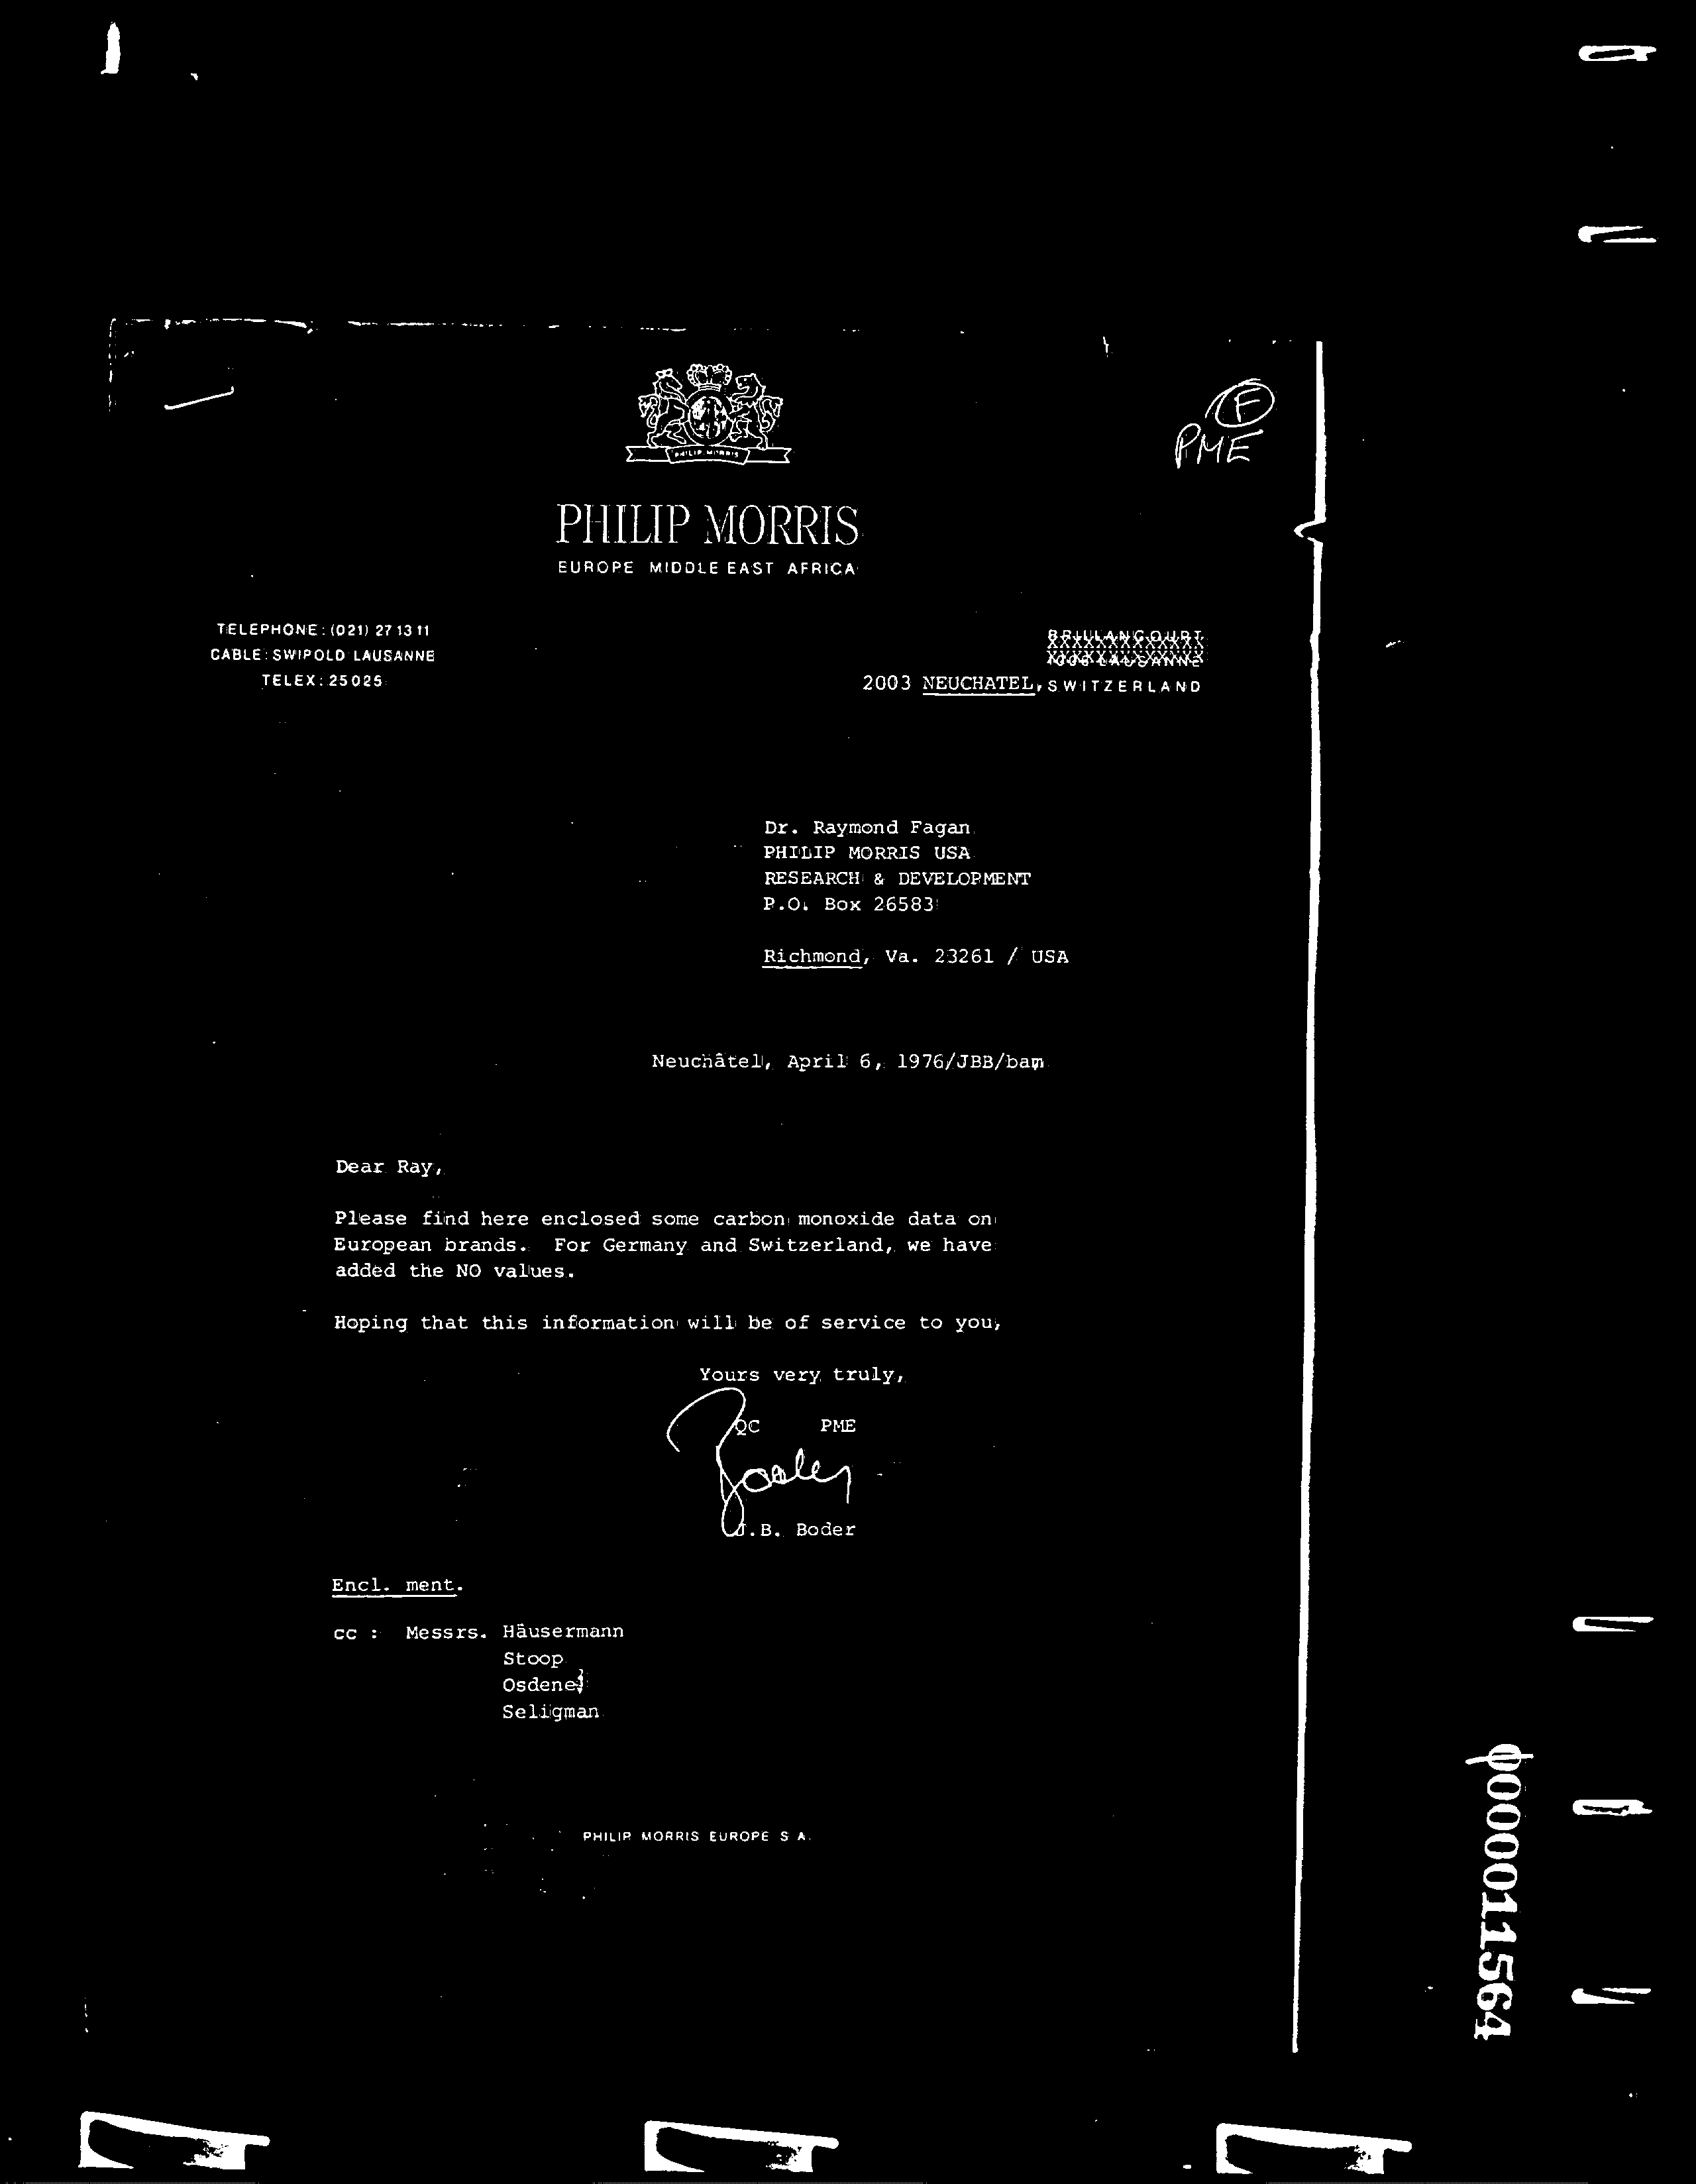 F
PME
PHILIP MORRIS
PHILIP MORRIS
EUROPE MIDDLE EAST AFRICA
TELEPHONE: (021) 27 13 11
CABLE: SWIPOLD LAUSANNE
TELEX: 25025
BRILLANCOURT
1006 LAUSANNE
2003 NEUCHATEL, SWITZERLAND
Dr. Raymond Fagan
PHILIP MORRIS USA
RESEARCH & DEVELOPMENT
P.O. Box 26583
Richmond, Va. 23261 / USA
Neuchâtel, April 6, 1976/JBB/bam
Dear Ray,
Please find here enclosed some carbon monoxide data on
European brands. For Germany and Switzerland, we have
added the NO values.
Hoping that this information will be of service to you,
Yours very truly,
QC PME
Boder
J.B. Boder
Encl. ment.
cc : Messrs. Häusermann
Stoop
Osdene
Seligman
PHILIP MORRIS EUROPE S.A.
0000011564